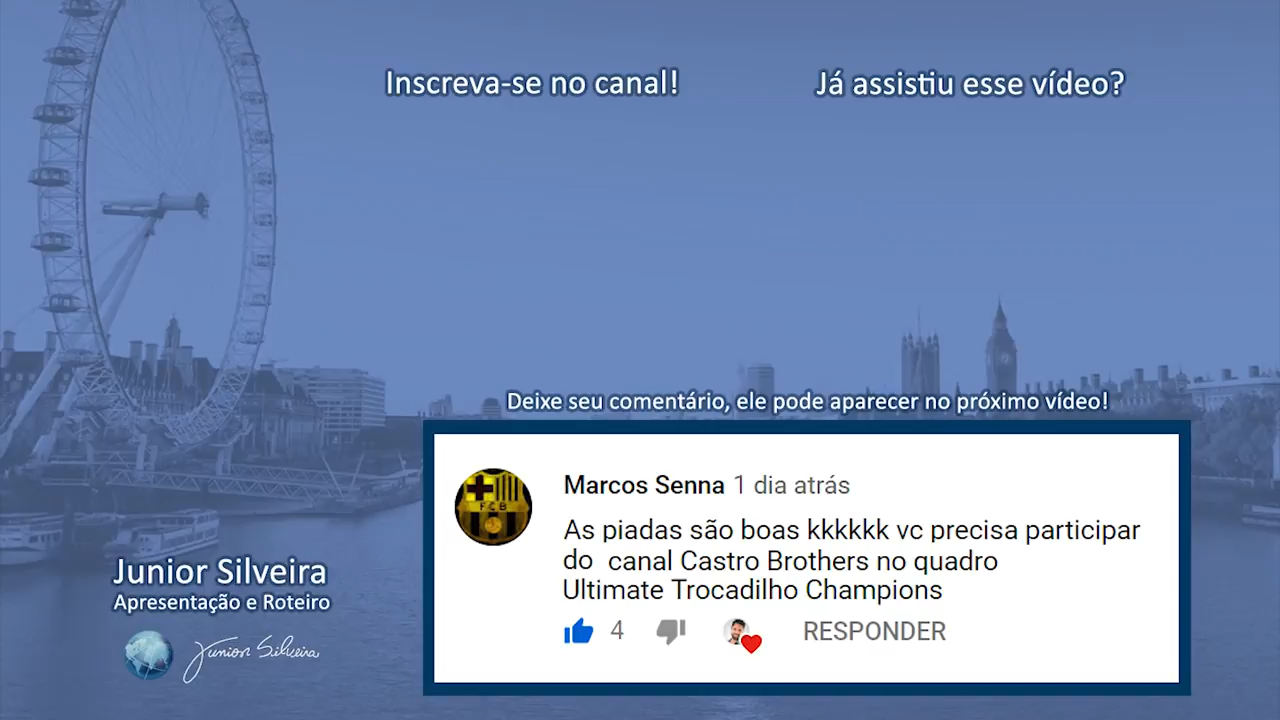 Inscreva-se no canal!
Já assistiu esse vídeo?
Deixe seu comentário, ele pode aparecer no próximo vídeo!
Marcos Senna 1 dia atrás
FCB
As piadas são boas kkkkkk vc precisa participar
do canal Castro Brothers no quadro
Ultimate Trocadilho Champions
4
RESPONDER
Junior Silveira
Apresentação e Roteiro
Junior Silveira